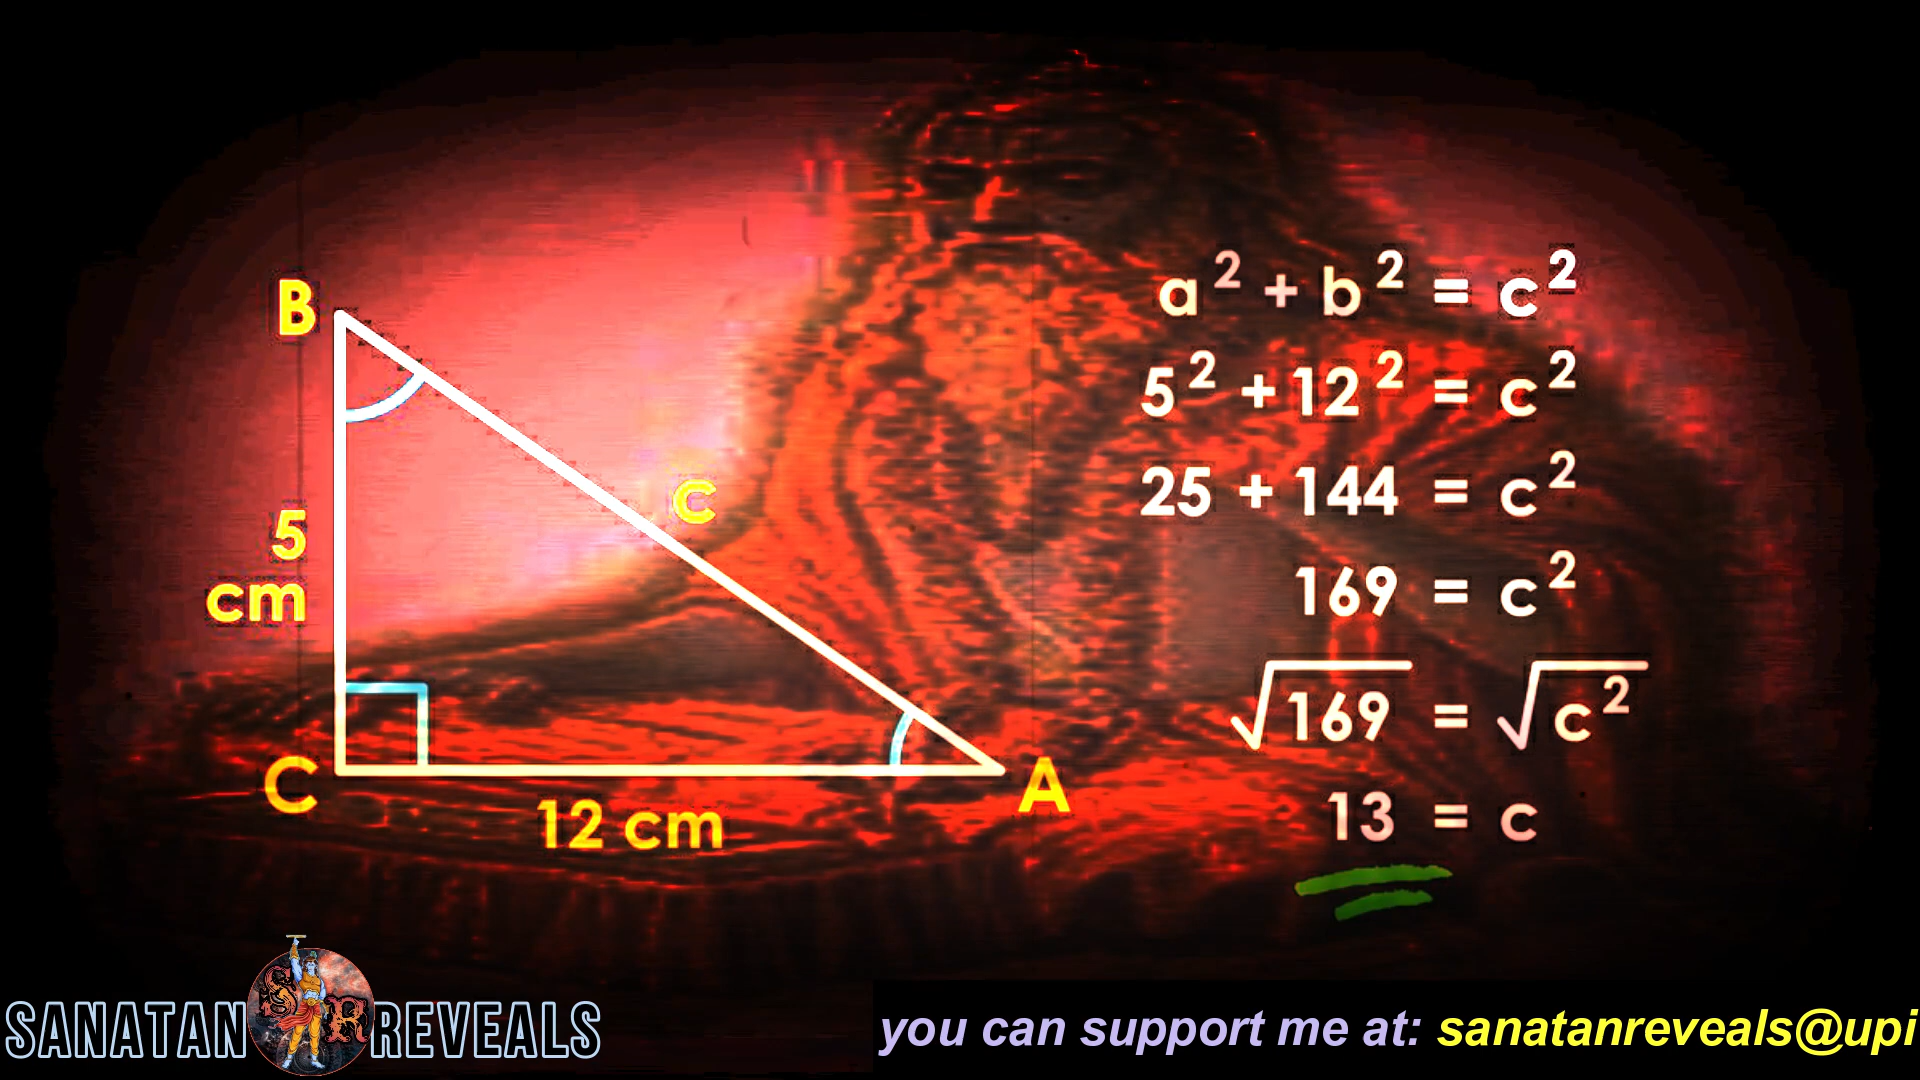 B
5
cm
c
C
12 cm
A
a² + b² = c²
5² + 12² = c²
25 + 144 = c²
169 = c²
√169 = √c²
13 = c
SANATAN SR REVEALS
you can support me at: sanatanreveals@upi